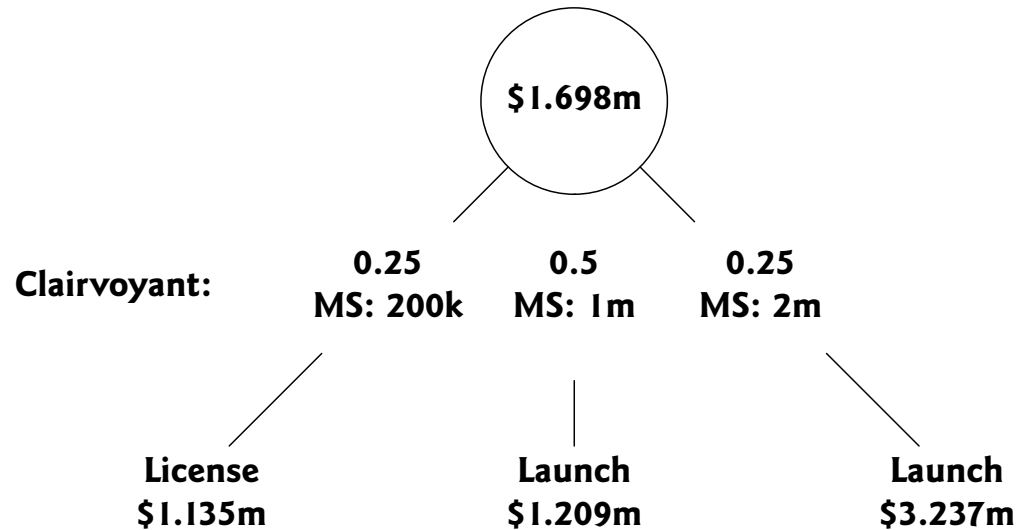 $1.698m
Clairvoyant:
0.25
MS: 200k
0.5
MS: 1m
0.25
MS: 2m
License
$1.135m
Launch
$1.209m
Launch
$3.237m